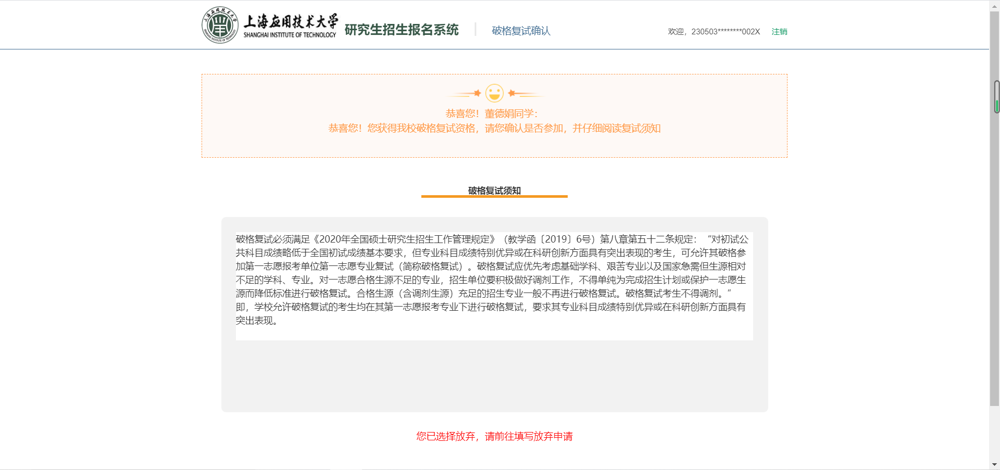 上海应用技术大学
SHANGHAI INSTITUTE OF TECHNOLOGY
研究生招生报名系统
破格复试确认
欢迎，230503********002X 注销
恭喜您！董德娟同学：
恭喜您！您获得我校破格复试资格，请您确认是否参加，并仔细阅读复试须知
破格复试须知
破格复试必须满足《2020年全国硕士研究生招生工作管理规定》（教学函〔2019〕6号）第八章第五十二条规定：“对初试公
共科目成绩略低于全国初试成绩基本要求，但专业科目成绩特别优异或在科研创新方面具有突出表现的考生，可允许其破格参
加第一志愿报考单位第一志愿专业复试（简称破格复试）。破格复试应优先考虑基础学科、艰苦专业以及国家急需但生源相对
不足的学科、专业。对一志愿合格生源不足的专业，招生单位要积极做好调剂工作，不得单纯为完成招生计划或保护一志愿生
源而降低标准进行破格复试。合格生源（含调剂生源）充足的招生专业一般不再进行破格复试。破格复试考生不得调剂。”
即，学校允许破格复试的考生均在其第一志愿报考专业下进行破格复试，要求其专业科目成绩特别优异或在科研创新方面具有
突出表现。
您已选择放弃，请前往填写放弃申请